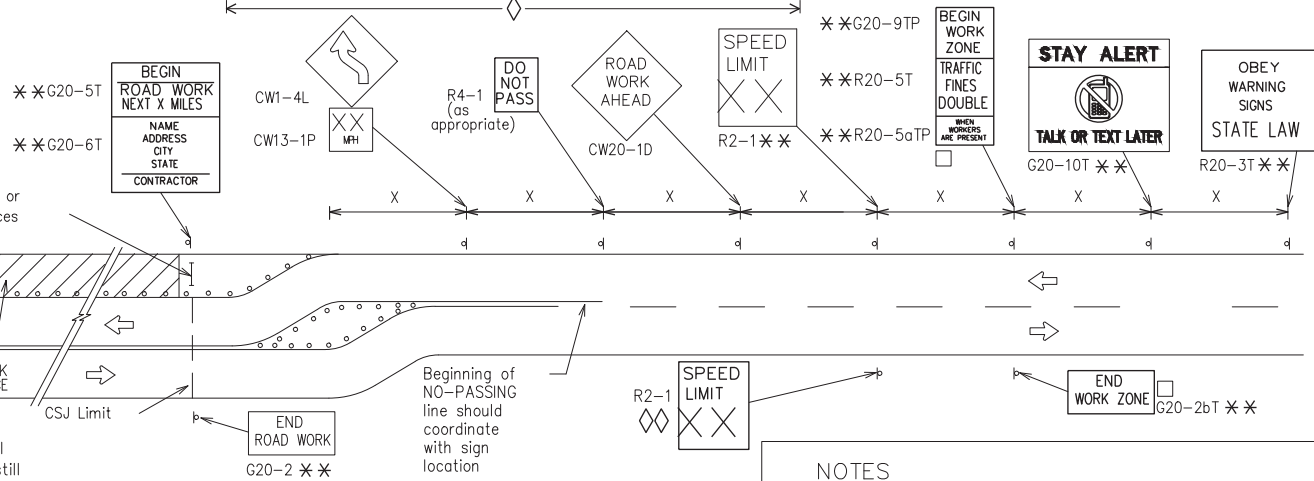 BEGIN
ROAD WORK
NEXT X MILES
NAME
ADDRESS
CITY
STATE
CONTRACTOR
✱✱G20-5T
✱✱G20-6T
CW1-4L
XX
MPH
CW13-1P
DO
NOT
PASS
R4-1
(as
appropriate)
ROAD
WORK
AHEAD
CW20-1D
SPEED
LIMIT
XX
R2-1✱✱
✱✱G20-9TP
✱✱R20-5T
✱✱R20-5aTP
BEGIN
WORK
ZONE
TRAFFIC
FINES
DOUBLE
WHEN
WORKERS
ARE PRESENT
STAY ALERT
TALK OR TEXT LATER
G20-10T ✱✱
OBEY
WARNING
SIGNS
STATE LAW
R20-3T✱✱
X X X X X X X
or
ces
K
CE
CSJ Limit
l
still
END
ROAD WORK
G20-2 ✱✱
Beginning of
NO-PASSING
line should
coordinate
with sign
location
R2-1
SPEED
LIMIT
XX
END
WORK ZONE
G20-2bT ✱✱
NOTES